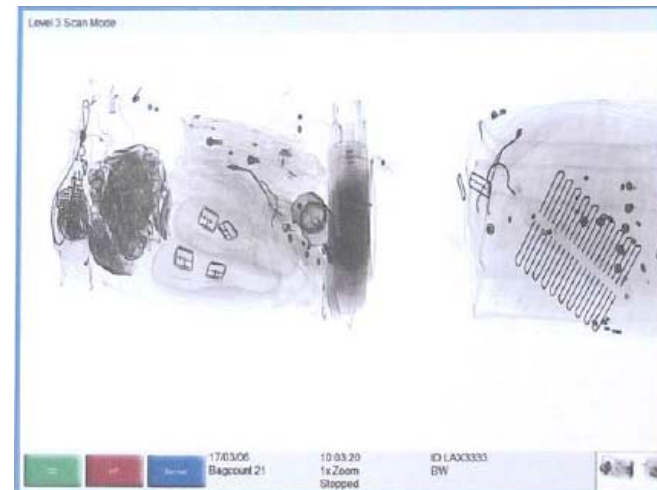 Level 3 Scan Mode
17/03/06 10:03:20 ID LAX3333
Bagcount 21 1x Zoom BW
Stopped